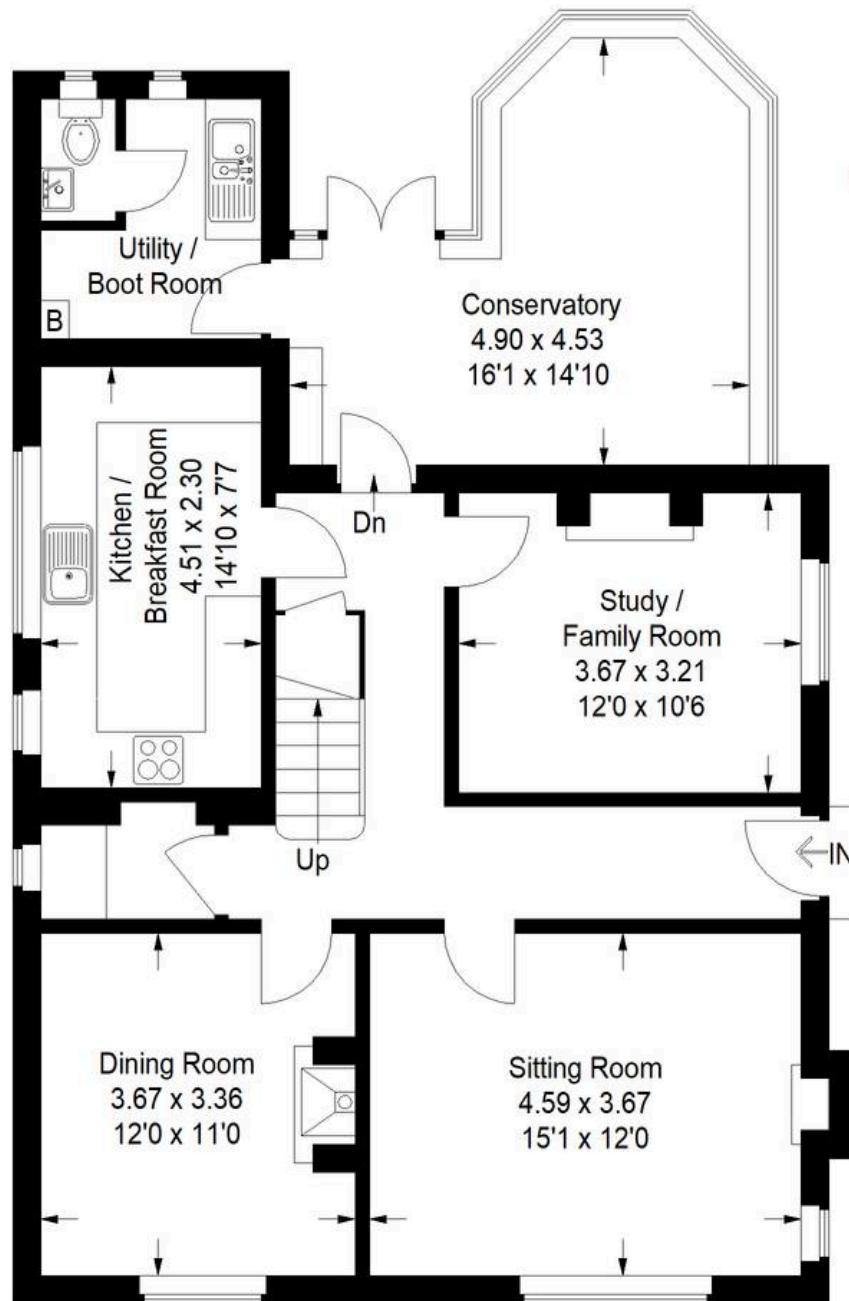 Utility /
Boot Room
B
Conservatory
4.90 x 4.53
16'1 x 14'10
Kitchen /
Breakfast Room
4.51 x 2.30
14'10 x 7'7
Dn
Study /
Family Room
3.67 x 3.21
12'0 x 10'6
Up
IN
Dining Room
3.67 x 3.36
12'0 x 11'0
Sitting Room
4.59 x 3.67
15'1 x 12'0